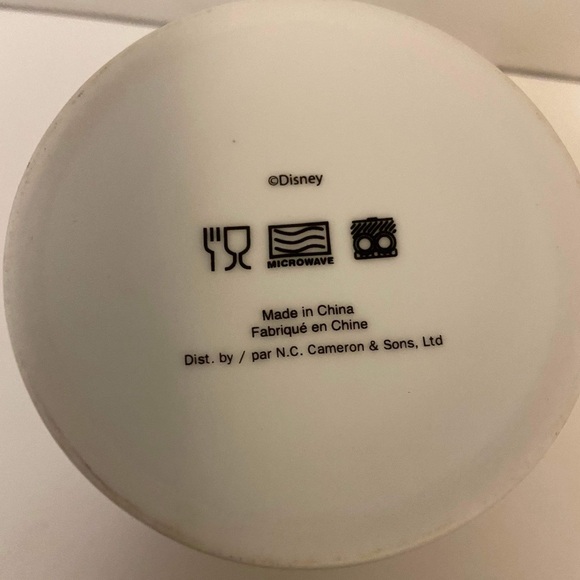 ©Disney
MICROWAVE
Made in China
Fabriqué en Chine
Dist. by / par N.C. Cameron & Sons, Ltd